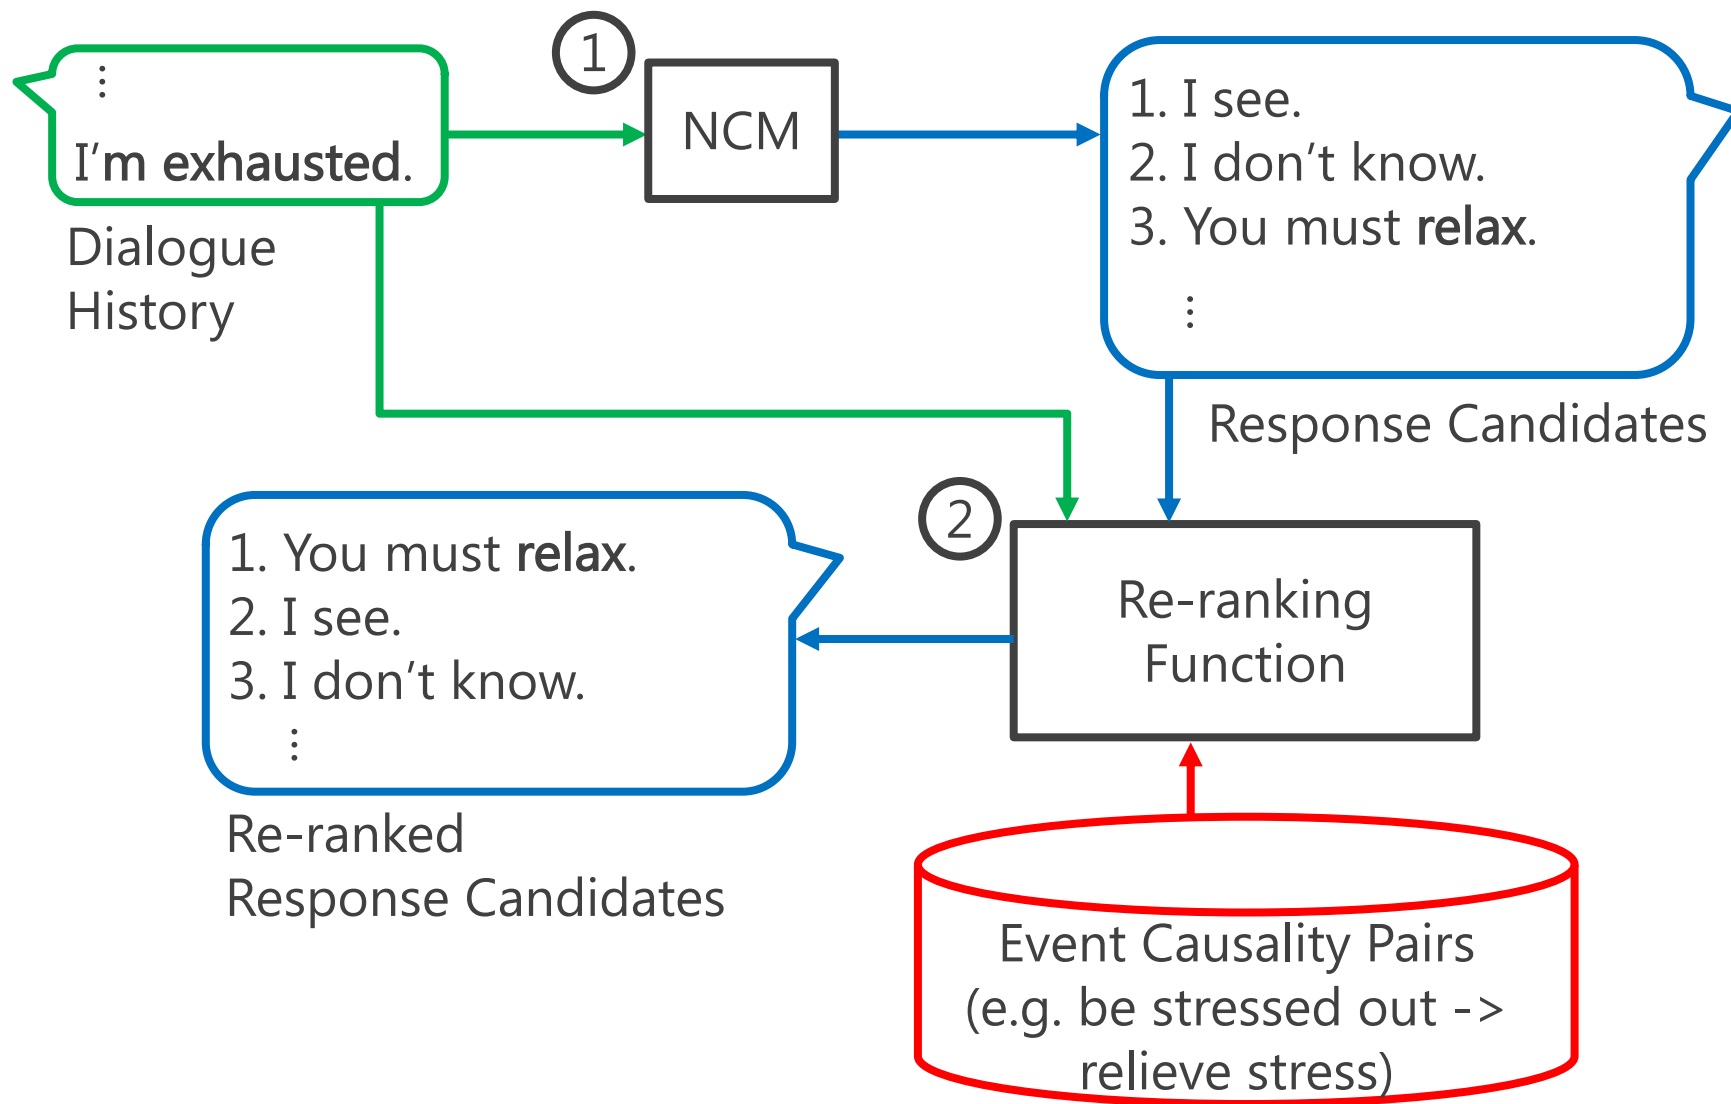 ⋮
I'm exhausted.
Dialogue
History
1
NCM
1. I see.
2. I don't know.
3. You must relax.
⋮
Response Candidates
2
Re-ranking
Function
1. You must relax.
2. I see.
3. I don't know.
⋮
Re-ranked
Response Candidates
Event Causality Pairs
(e.g. be stressed out ->
relieve stress)